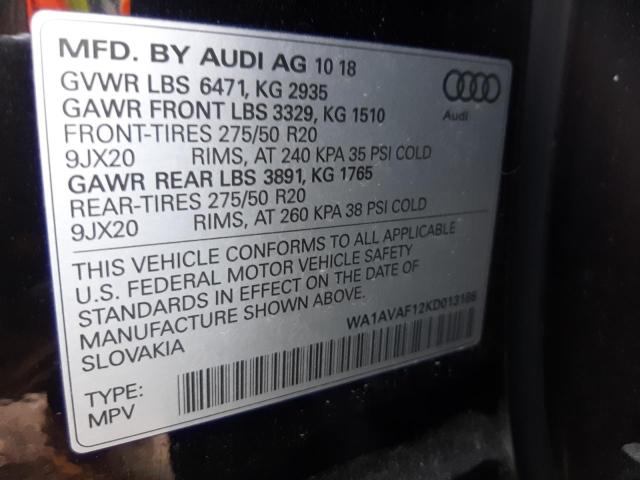 MFD. BY AUDI AG 10 18
GVWR LBS 6471, KG 2935
GAWR FRONT LBS 3329, KG 1510
FRONT-TIRES 275/50 R20
9JX20 RIMS, AT 240 KPA 35 PSI COLD
GAWR REAR LBS 3891, KG 1765
REAR-TIRES 275/50 R20
9JX20 RIMS, AT 260 KPA 38 PSI COLD
Audi
THIS VEHICLE CONFORMS TO ALL APPLICABLE
U.S. FEDERAL MOTOR VEHICLE SAFETY
STANDARDS IN EFFECT ON THE DATE OF
MANUFACTURE SHOWN ABOVE.
SLOVAKIA
WA1AVAF12KD013186
TYPE:
MPV